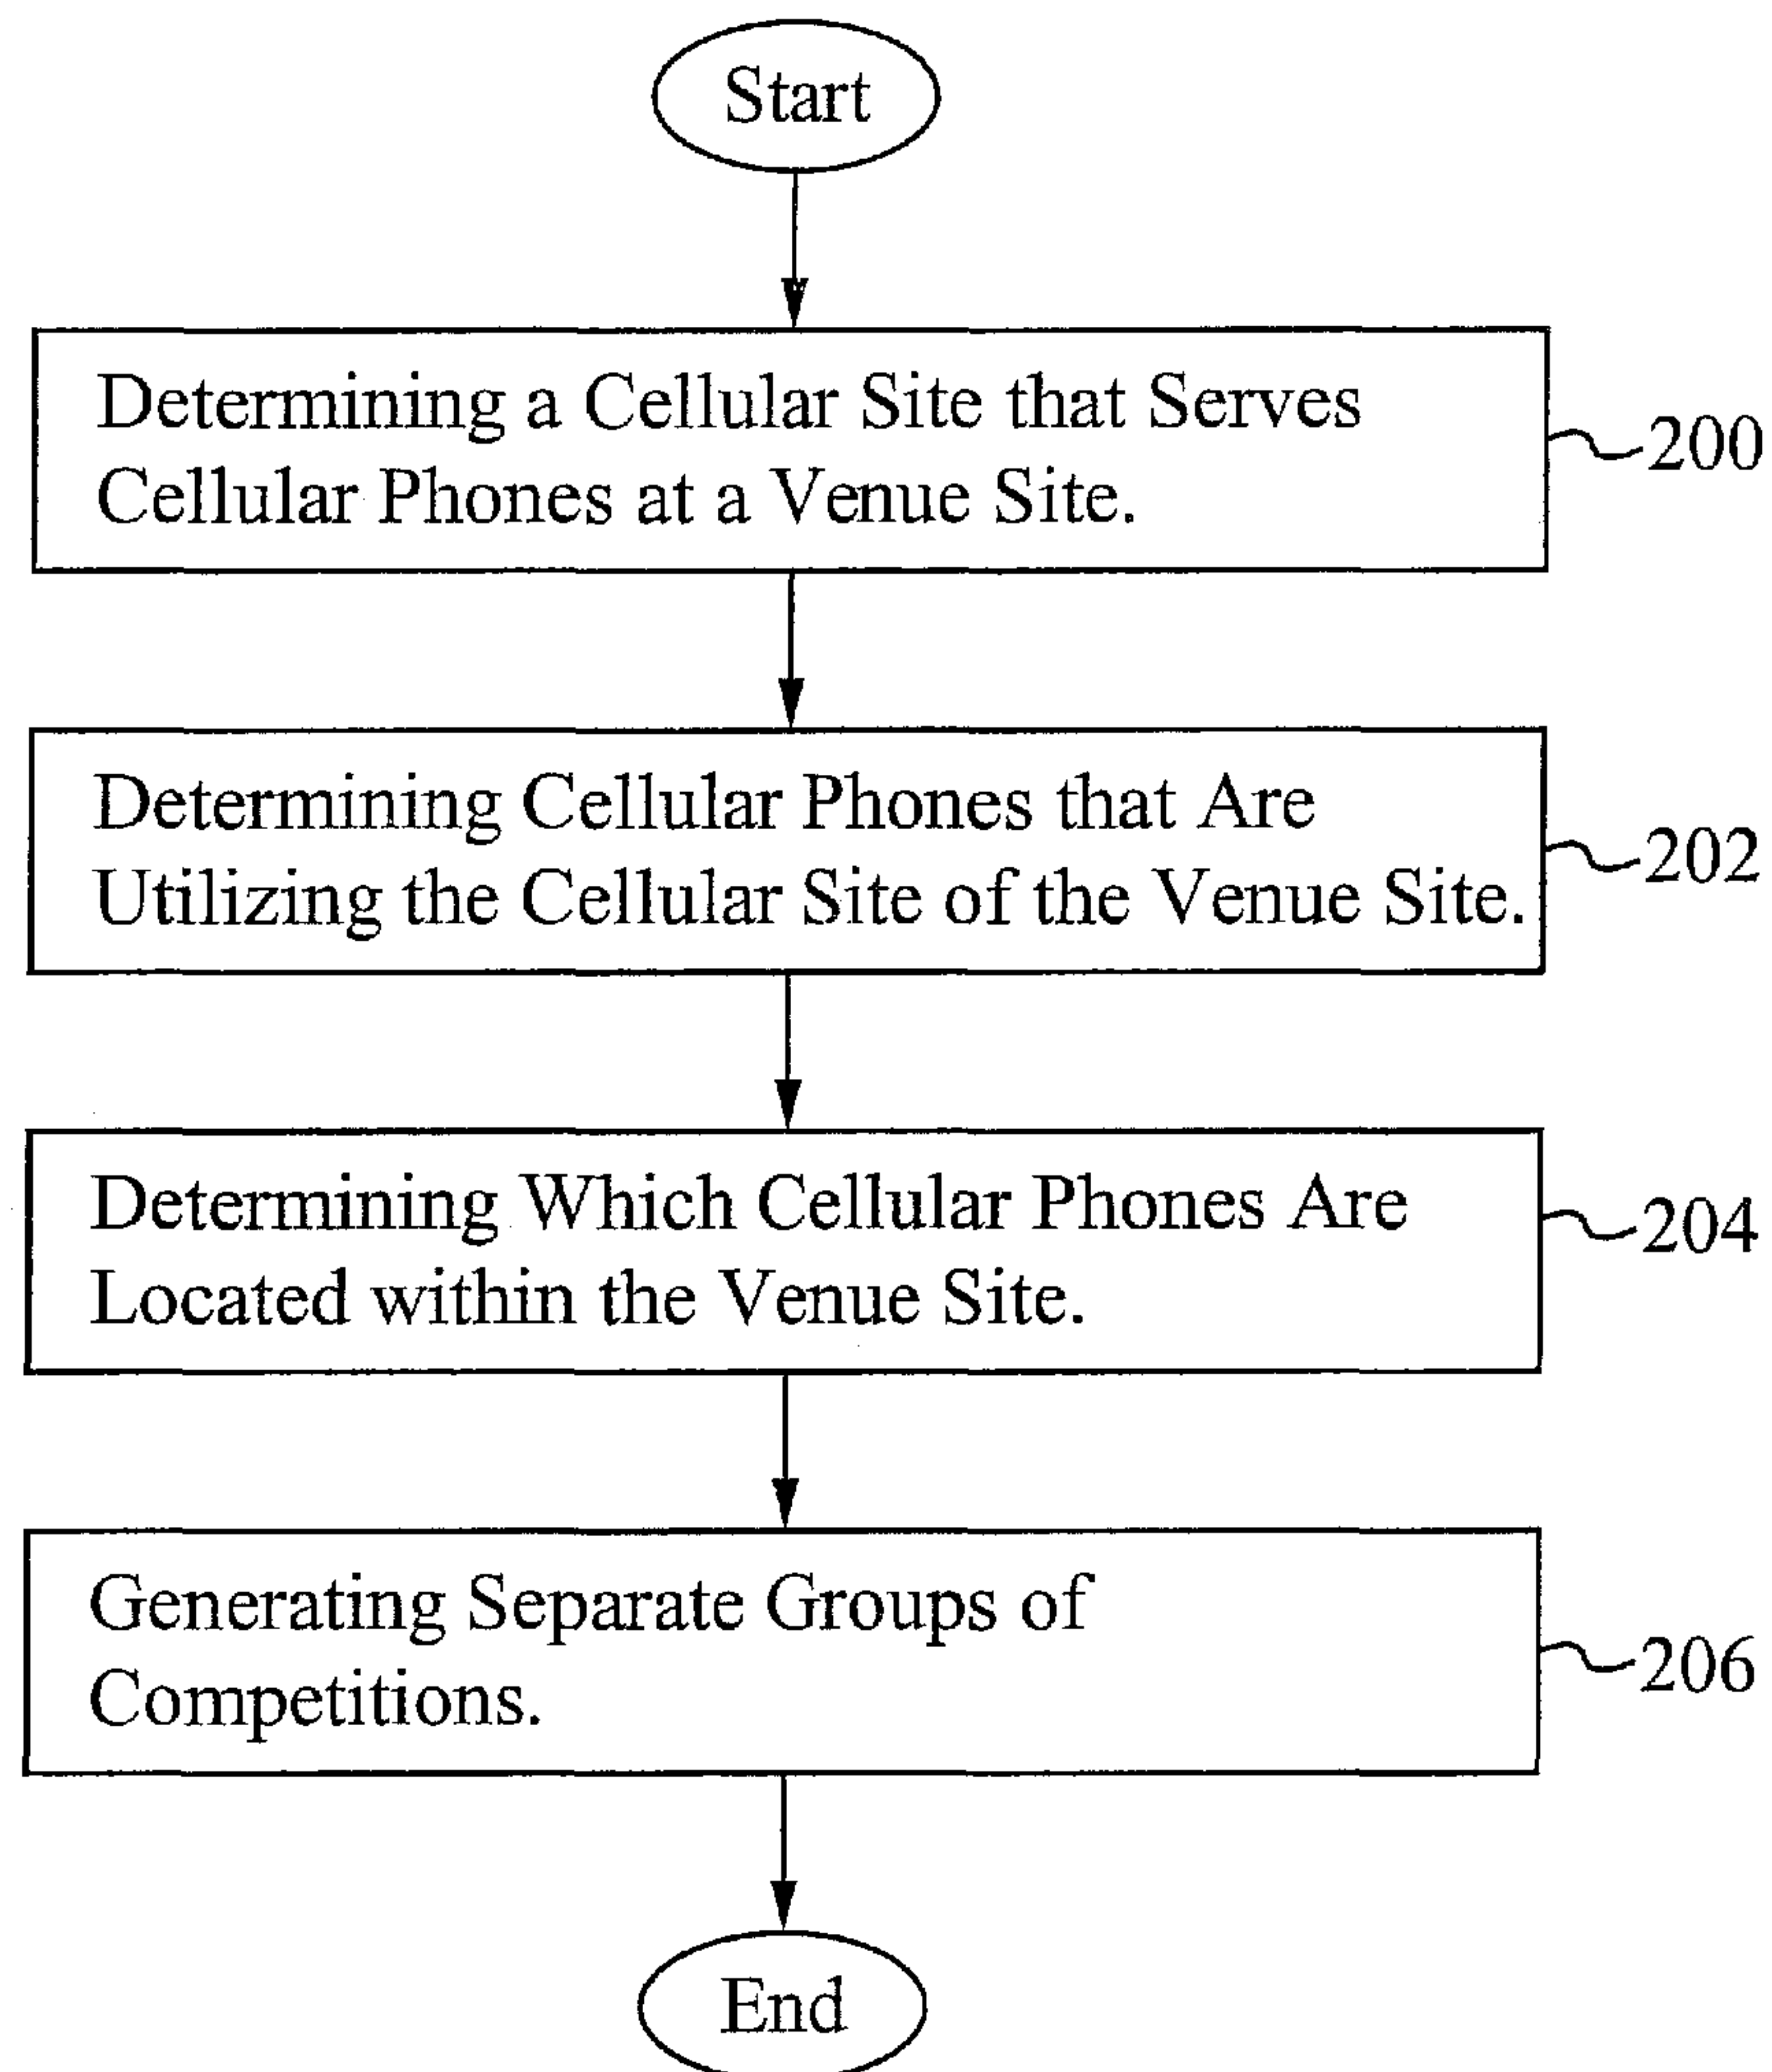 Start
Determining a Cellular Site that Serves
Cellular Phones at a Venue Site.
200
Determining Cellular Phones that Are
Utilizing the Cellular Site of the Venue Site.
202
Determining Which Cellular Phones Are
Located within the Venue Site.
204
Generating Separate Groups of
Competitions.
206
End